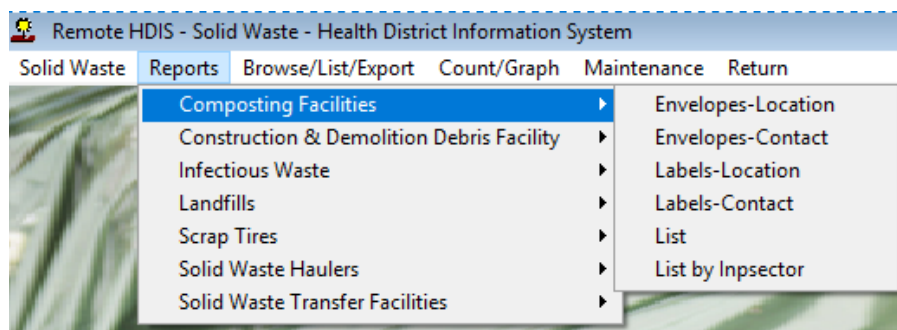 Remote HDIS - Solid Waste - Health District Information System
Solid Waste Reports Browse/List/Export Count/Graph Maintenance Return
Composting Facilities
Construction & Demolition Debris Facility
Infectious Waste
Landfills
Scrap Tires
Solid Waste Haulers
Solid Waste Transfer Facilities
Envelopes-Location
Envelopes-Contact
Labels-Location
Labels-Contact
List
List by Inpsector